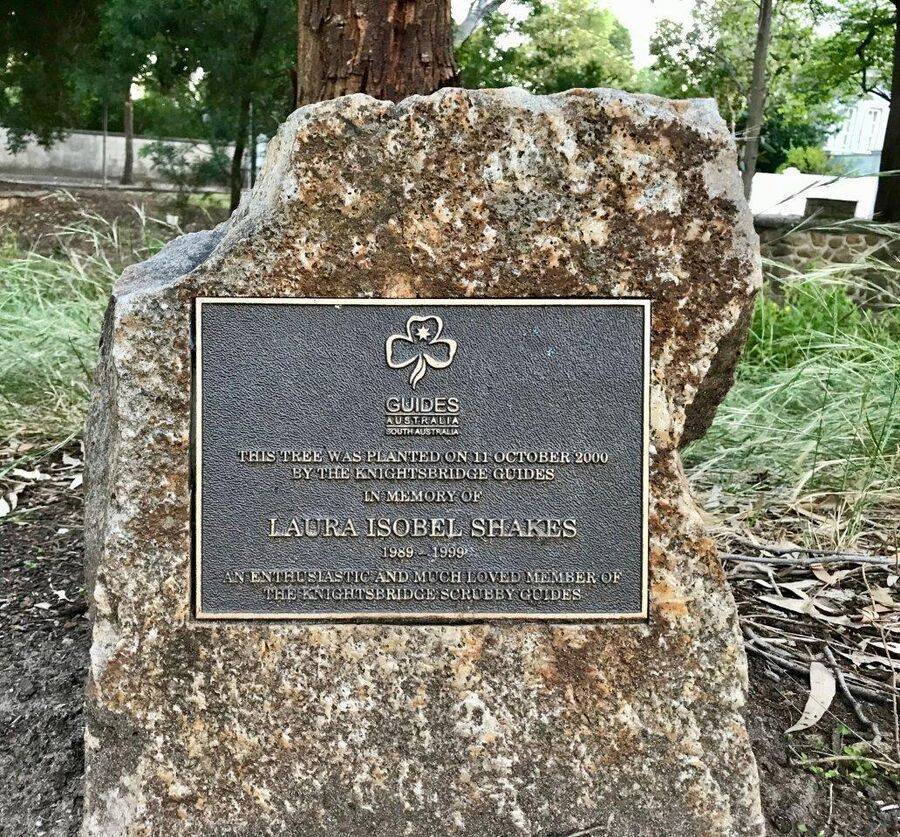 GUIDES
AUSTRALIA
SOUTH AUSTRALIA
THIS TREE WAS PLANTED ON 11 OCTOBER 2000
BY THE KNIGHTSBRIDGE GUIDES
IN MEMORY OF
LAURA ISOBEL SHAKES
1989 – 1999
AN ENTHUSIASTIC AND MUCH LOVED MEMBER OF
THE KNIGHTSBRIDGE SCRUBBY GUIDES